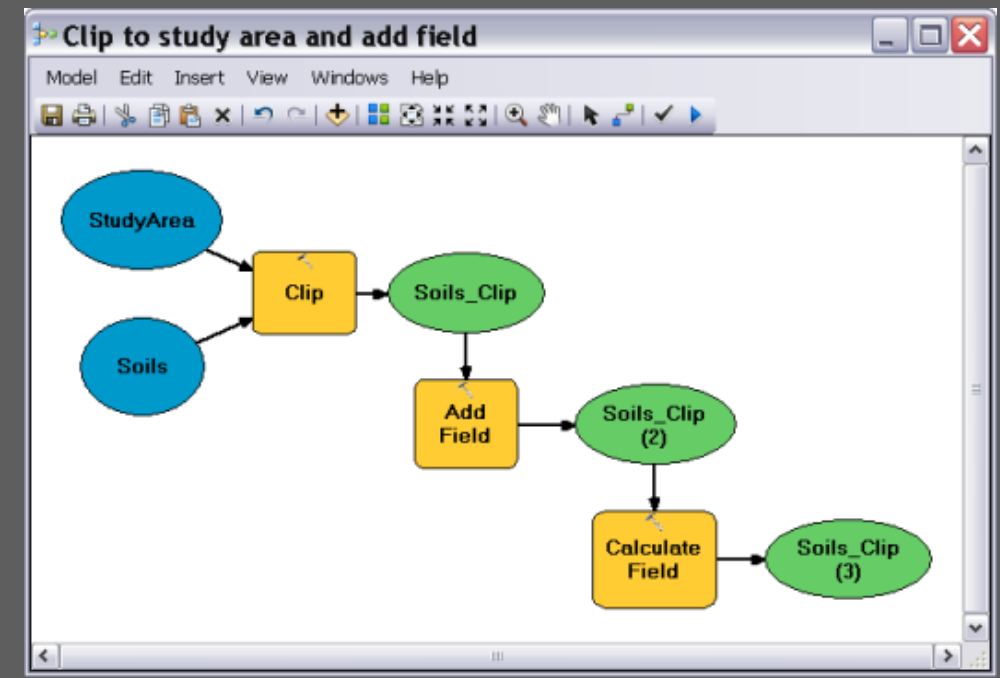 Clip to study area and add field
Model Edit Insert View Windows Help
StudyArea
Clip
Soils_Clip
Soils
Add
Field
Soils_Clip
(2)
Calculate
Field
Soils_Clip
(3)